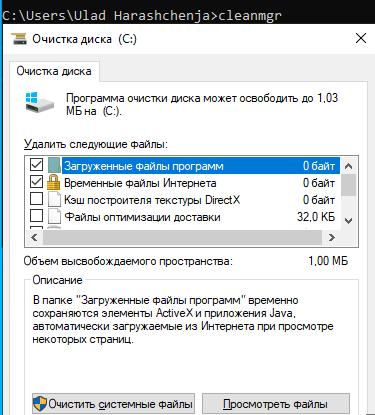 C:\Users\Ulad Harashchenja>cleanmgr
Очистка диска (C:)
Очистка диска
Программа очистки диска может освободить до 1,03
МБ на (C:).
Удалить следующие файлы:
Загруженные файлы программ 0 байт
Временные файлы Интернета 0 байт
Кэш построителя текстуры DirectX 0 байт
Файлы оптимизации доставки 32,0 КБ
Объем высвобождаемого пространства: 1,00 МБ
Описание
В папке "Загруженные файлы программ" временно
сохраняются элементы ActiveX и приложения Java,
автоматически загружаемые из Интернета при просмотре
некоторых страниц.
Очистить системные файлы
Просмотреть файлы